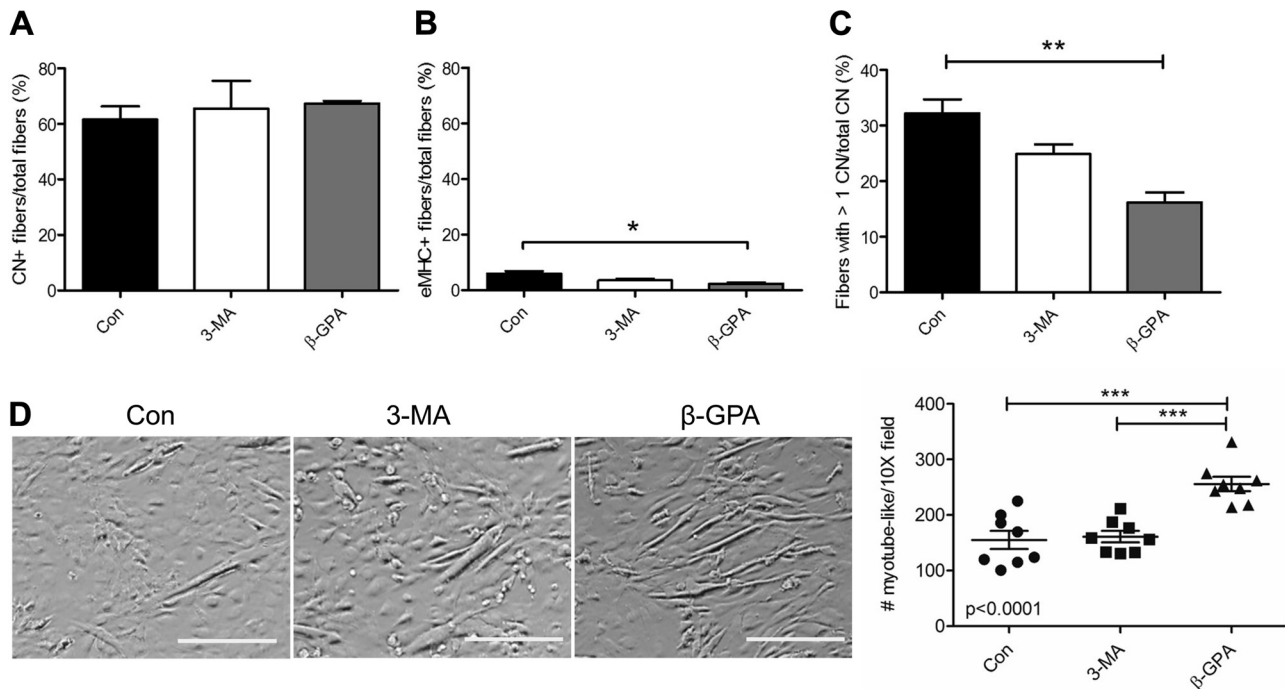 A
CN+ fibers/total fibers (%)
80
60
40
20
0
Con
3-MA
β-GPA
B
eMHC+ fibers/total fibers (%)
80
60
40
20
0
*
Con
3-MA
β-GPA
C
Fibers with > 1 CN/total CN (%)
40
30
20
10
0
**
Con
3-MA
β-GPA
D
Con
3-MA
β-GPA
# myotube-like/10X field
400
300
200
100
0
***
***
p<0.0001
Con
3-MA
β-GPA